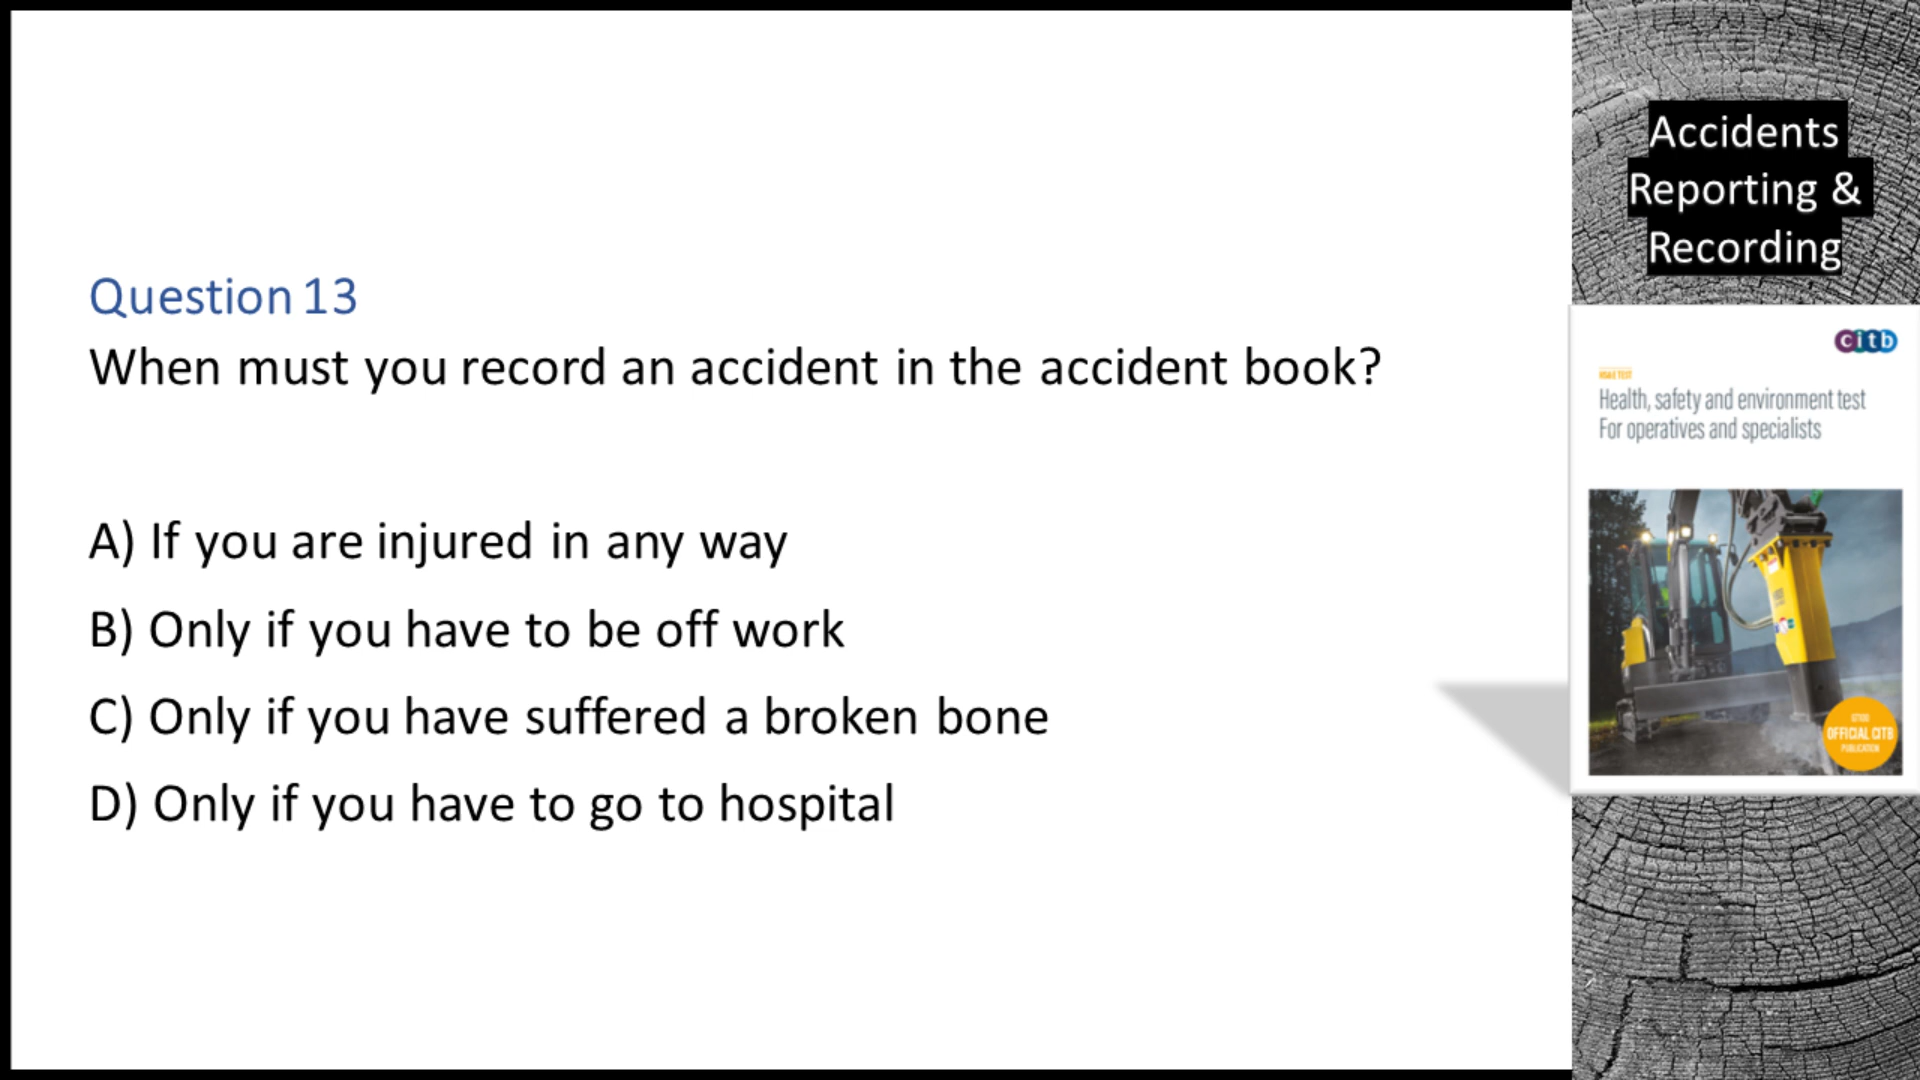 Question 13
When must you record an accident in the accident book?
A) If you are injured in any way
B) Only if you have to be off work
C) Only if you have suffered a broken bone
D) Only if you have to go to hospital
Accidents
Reporting &
Recording
citb
HS&E TEST
Health, safety and environment test
For operatives and specialists
OFFICIAL CITB
PUBLICATION